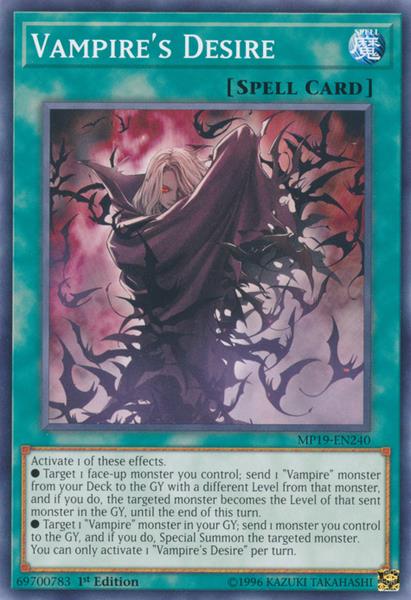 Vampire's Desire
SPELL
魔
[Spell Card]
MP19-EN240
Activate 1 of these effects.
● Target 1 face-up monster you control; send 1 "Vampire" monster
from your Deck to the GY with a different Level from that monster,
and if you do, the targeted monster becomes the Level of that sent
monster in the GY, until the end of this turn.
● Target 1 "Vampire" monster in your GY; send 1 monster you control
to the GY, and if you do, Special Summon the targeted monster.
You can only activate 1 "Vampire's Desire" per turn.
69700783 1st Edition ©1996 KAZUKI TAKAHASHI